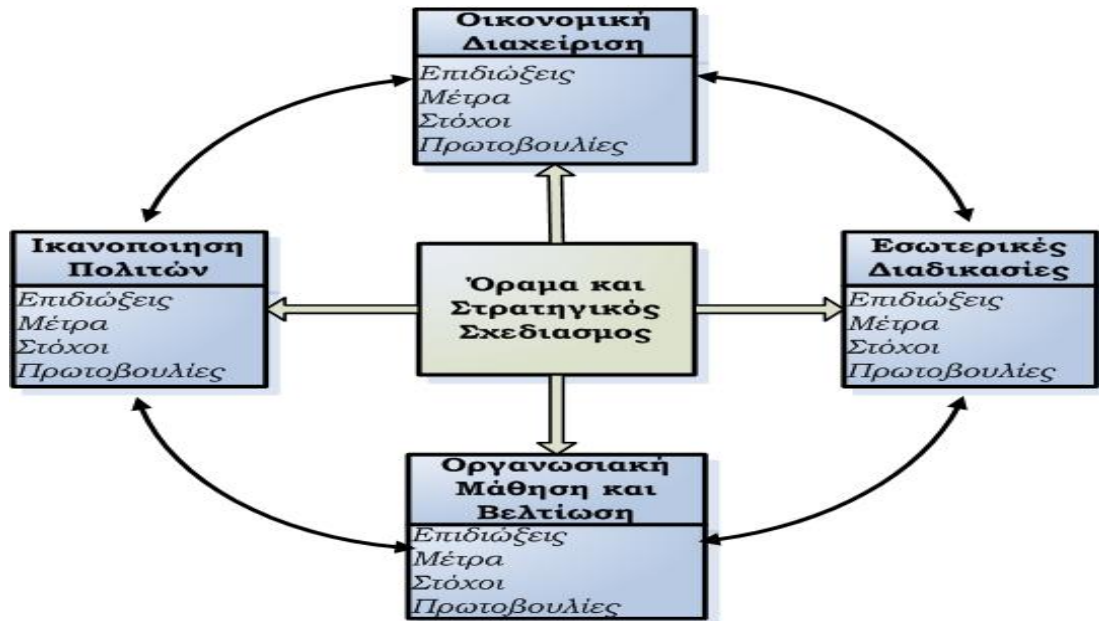 Οικονομική
Διαχείριση
Επιδιώξεις
Μέτρα
Στόχοι
Πρωτοβουλίες
Ικανοποιηση
Πολιτών
Επιδιώξεις
Μέτρα
Στόχοι
Πρωτοβουλίες
Όραμα και
Στρατηγικός
Σχεδιασμος
Εσωτερικές
Διαδικασίες
Επιδιώξεις
Μέτρα
Στόχοι
Πρωτοβουλίες
Οργανωσιακή
Μάθηση και
Βελτίωση
Επιδιώξεις
Μέτρα
Στόχοι
Πρωτοβουλίες